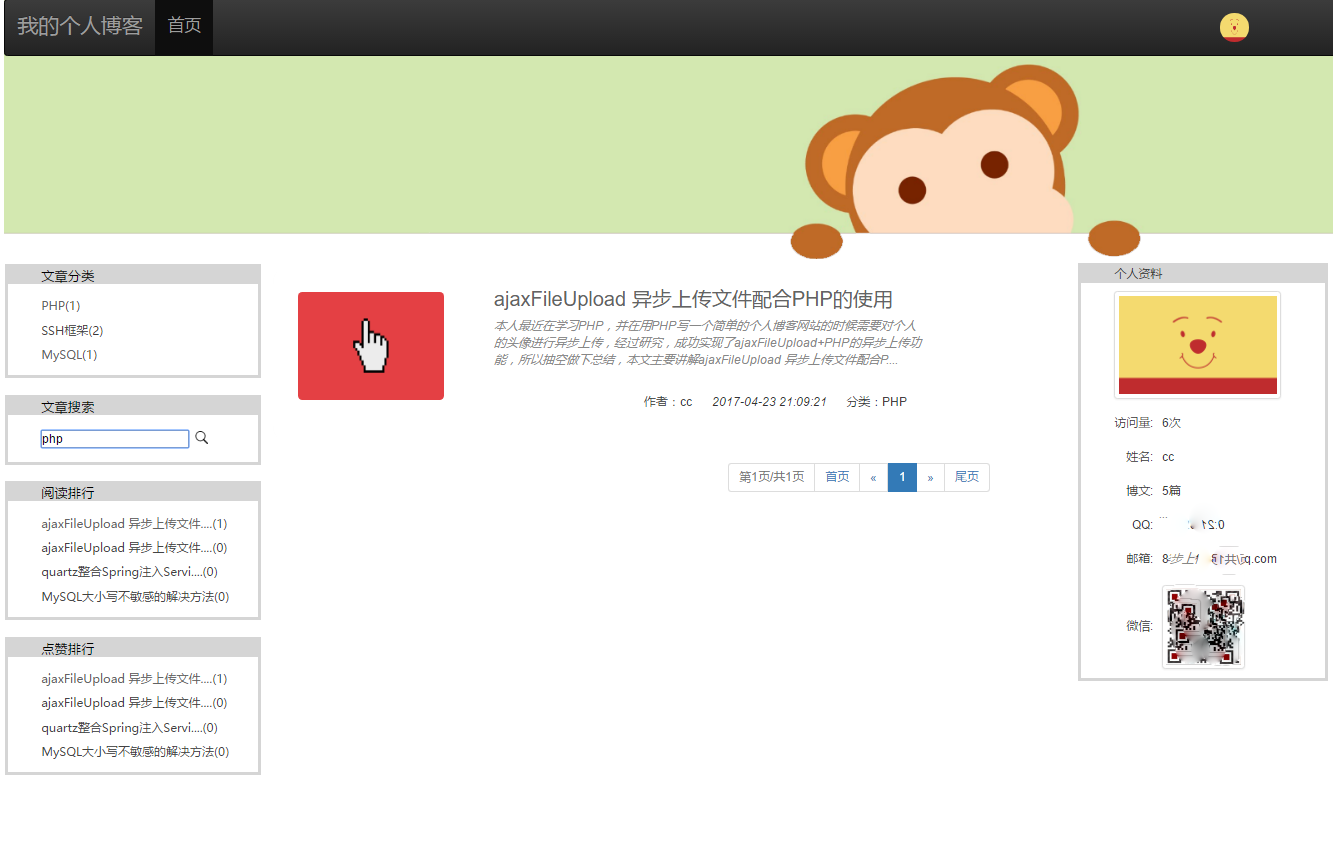 我的个人博客 首页
文章分类
PHP(1)
SSH框架(2)
MySQL(1)
文章搜索
php
阅读排行
ajaxFileUpload 异步上传文件....(1)
ajaxFileUpload 异步上传文件....(0)
quartz整合Spring注入Servi....(0)
MySQL大小写不敏感的解决方法(0)
点赞排行
ajaxFileUpload 异步上传文件....(1)
ajaxFileUpload 异步上传文件....(0)
quartz整合Spring注入Servi....(0)
MySQL大小写不敏感的解决方法(0)
ajaxFileUpload 异步上传文件配合PHP的使用
本人最近在学习PHP，并在用PHP写一个简单的个人博客网站的时候需要对个人
的头像进行异步上传，经过研究，成功实现了ajaxFileUpload+PHP的异步上传功
能，所以抽空做下总结，本文主要讲解ajaxFileUpload 异步上传文件配合P....
作者：cc 2017-04-23 21:09:21 分类：PHP
第1页/共1页 首页 « 1 » 尾页
个人资料
访问量: 6次
姓名: cc
博文: 5篇
QQ:
邮箱: q.com
微信: